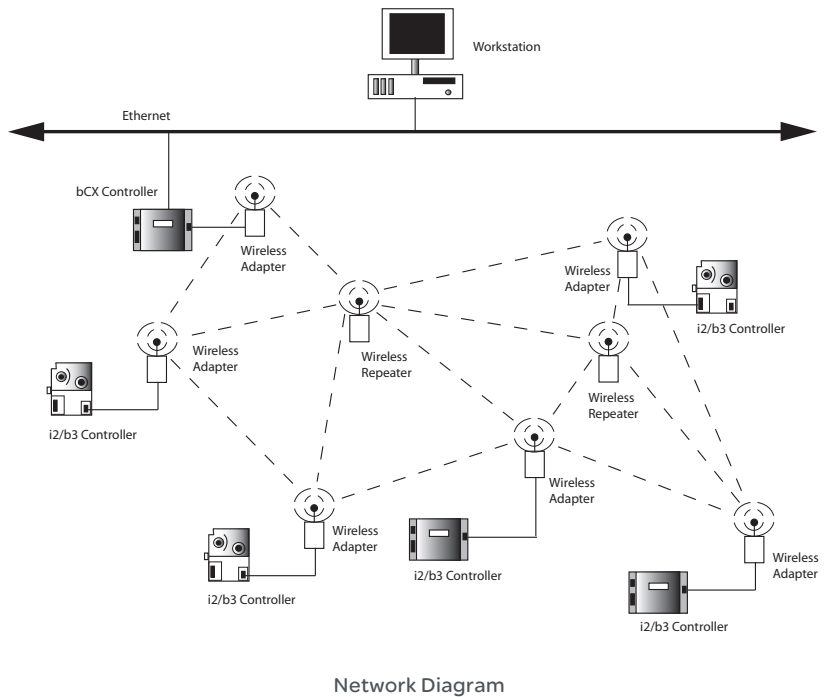 Workstation
Ethernet
bCX Controller
Wireless
Adapter
Wireless
Adapter
i2/b3 Controller
Wireless
Adapter
Wireless
Repeater
Wireless
Repeater
i2/b3 Controller
Wireless
Adapter
Wireless
Adapter
i2/b3 Controller
i2/b3 Controller
Wireless
Adapter
i2/b3 Controller
Network Diagram